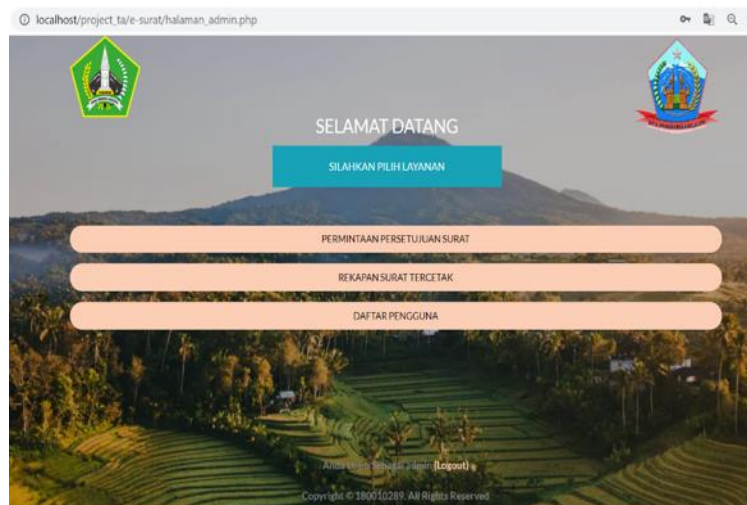 localhost/project_ta/e-surat/halaman_admin.php
SELAMAT DATANG
SILAHKAN PILIH LAYANAN
PERMINTAAN PERSETUJUAN SURAT
REKAPAN SURAT TERCETAK
DAFTAR PENGGUNA
Anda Login Sebagai admin (Logout)
Copyright © 180010289. All Rights Reserved